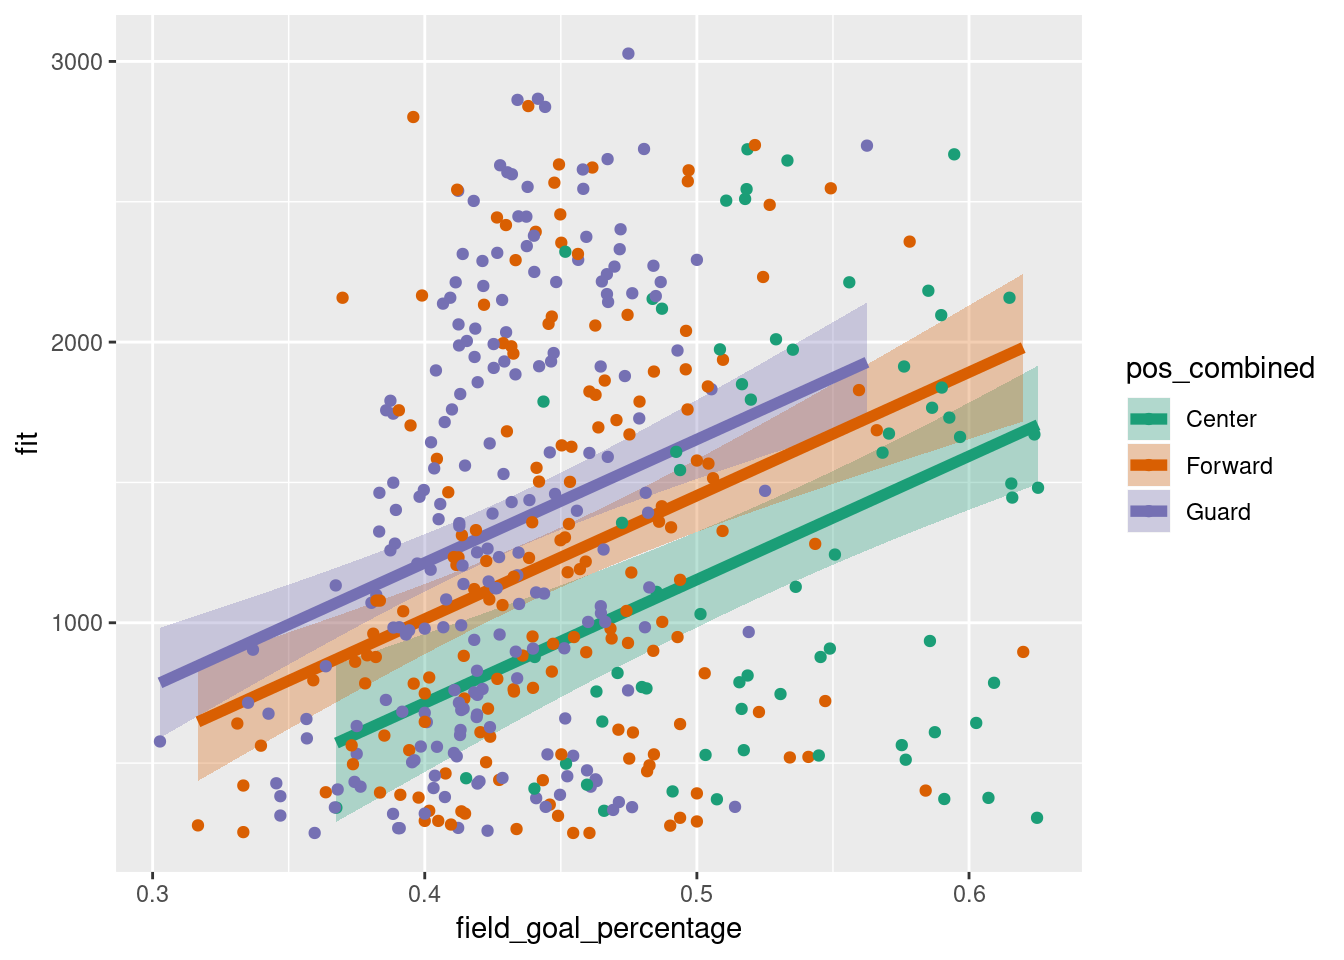 3000
2000
1000
fit
0.3
0.4
0.5
0.6
field_goal_percentage
pos_combined
Center
Forward
Guard